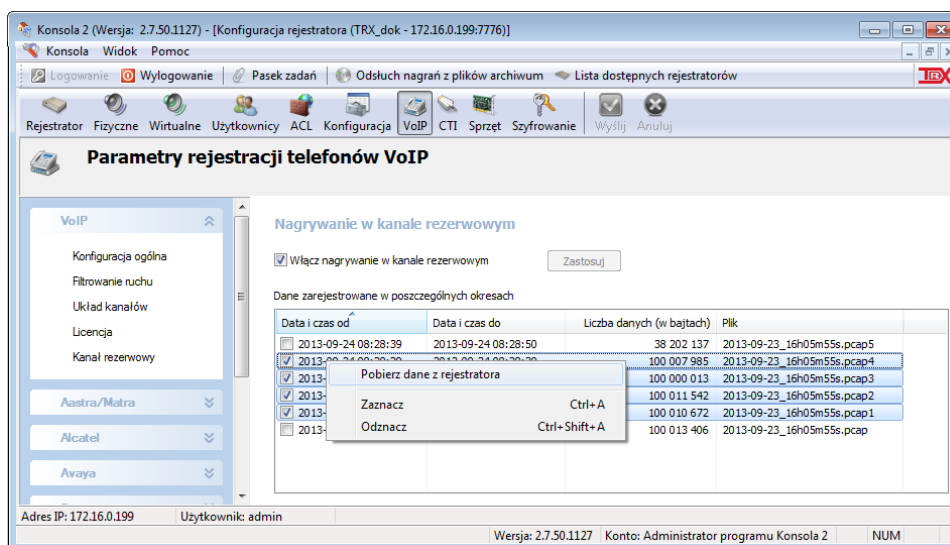 Konsola 2 (Wersja: 2.7.50.1127) - [Konfiguracja rejestratora (TRX_dok - 172.16.0.199:7776)]
Konsola Widok Pomoc
Logowanie Wylogowanie Pasek zadań Odsłuch nagrań z plików archiwum Lista dostępnych rejestratorów TRX
Rejestrator Fizyczne Wirtualne Użytkownicy ACL Konfiguracja VoIP CTI Sprzęt Szyfrowanie Wyślij Anuluj
Parametry rejestracji telefonów VoIP
VoIP
Konfiguracja ogólna
Filtrowanie ruchu
Układ kanałów
Licencja
Kanał rezerwowy
Aastra/Matra
Alcatel
Avaya
Nagrywanie w kanale rezerwowym
Włącz nagrywanie w kanale rezerwowym Zastosuj
Dane zarejestrowane w poszczególnych okresach
Data i czas od Data i czas do Liczba danych (w bajtach) Plik
2013-09-24 08:28:39 2013-09-24 08:28:50 38 202 137 2013-09-23_16h05m55s.pcap5
100 007 985 2013-09-23_16h05m55s.pcap4
2013- 100 000 013 2013-09-23_16h05m55s.pcap3
2013- 100 011 542 2013-09-23_16h05m55s.pcap2
2013- 100 010 672 2013-09-23_16h05m55s.pcap1
2013- 100 013 406 2013-09-23_16h05m55s.pcap
Pobierz dane z rejestratora
Zaznacz Ctrl+A
Odznacz Ctrl+Shift+A
Adres IP: 172.16.0.199 Użytkownik: admin
Wersja: 2.7.50.1127 Konto: Administrator programu Konsola 2 NUM